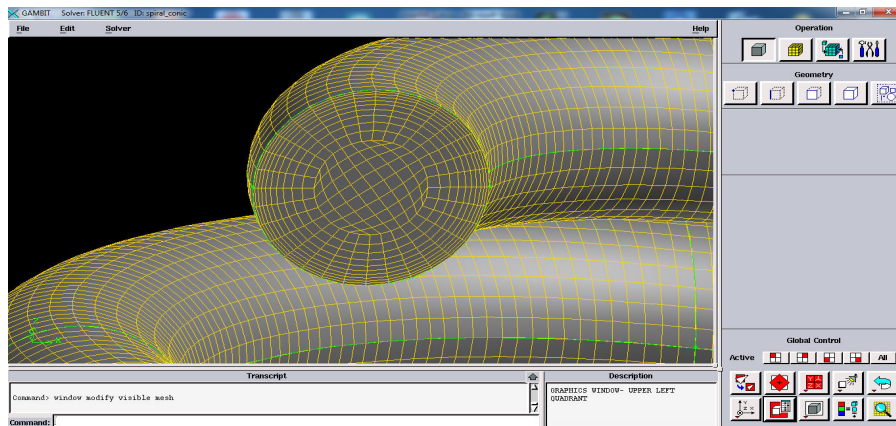 GAMBIT Solver: FLUENT 5/6 ID: spiral_conic
File Edit Solver Help
Operation
Geometry
Global Control
Active All
Transcript
Description
Command> window modify visible mesh
GRAPHICS WINDOW- UPPER LEFT
QUADRANT
Command: